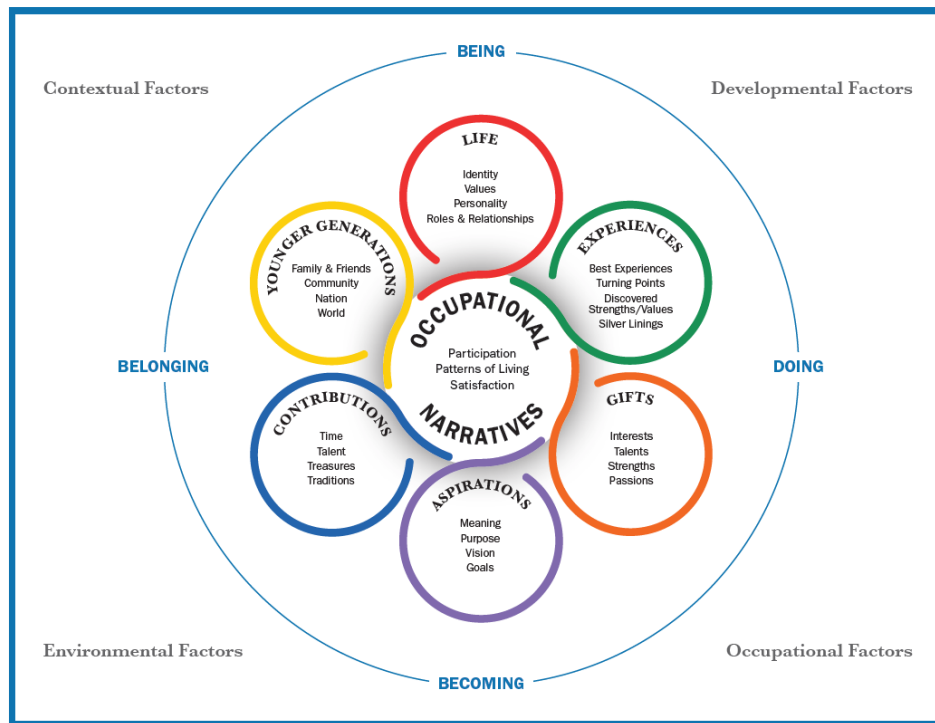 BEING
Contextual Factors
Developmental Factors
LIFE
Identity
Values
Personality
Roles & Relationships
YOUNGER GENERATIONS
Family & Friends
Community
Nation
World
EXPERIENCES
Best Experiences
Turning Points
Discovered
Strengths/Values
Silver Linings
OCCUPATIONAL
Participation
Patterns of Living
Satisfaction
NARRATIVES
BELONGING
DOING
CONTRIBUTIONS
Time
Talent
Treasures
Traditions
GIFTS
Interests
Talents
Strengths
Passions
ASPIRATIONS
Meaning
Purpose
Vision
Goals
Environmental Factors
Occupational Factors
BECOMING